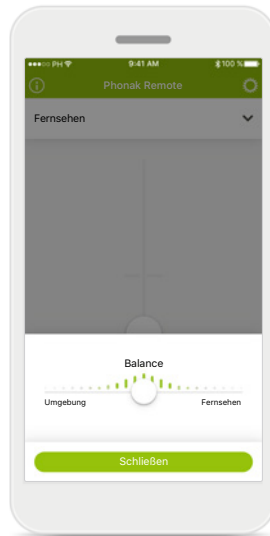 ●●●○○ PH 9:41 AM 100 %
Phonak Remote
Fernsehen
Balance
Umgebung Fernsehen
Schließen